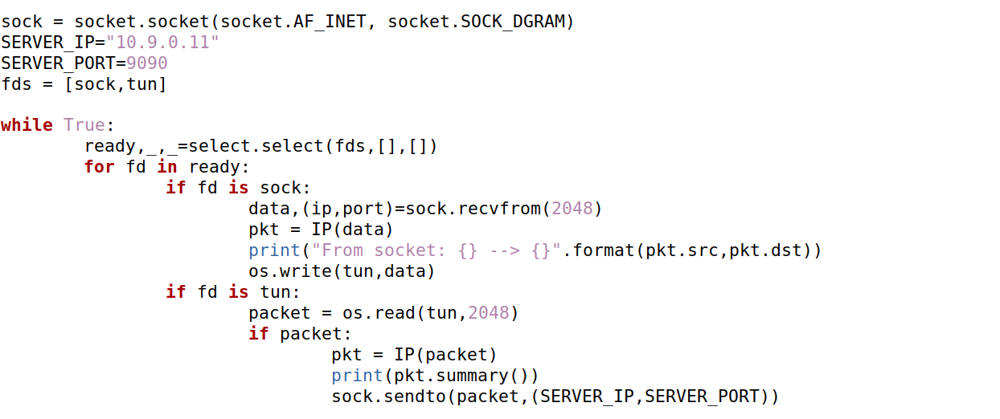 sock = socket.socket(socket.AF_INET, socket.SOCK_DGRAM)
SERVER_IP="10.9.0.11"
SERVER_PORT=9090
fds = [sock,tun]

while True:
        ready,_,_=select.select(fds,[],[])
        for fd in ready:
                if fd is sock:
                        data,(ip,port)=sock.recvfrom(2048)
                        pkt = IP(data)
                        print("From socket: {} --> {}".format(pkt.src,pkt.dst))
                        os.write(tun,data)
                if fd is tun:
                        packet = os.read(tun,2048)
                        if packet:
                                pkt = IP(packet)
                                print(pkt.summary())
                                sock.sendto(packet,(SERVER_IP,SERVER_PORT))